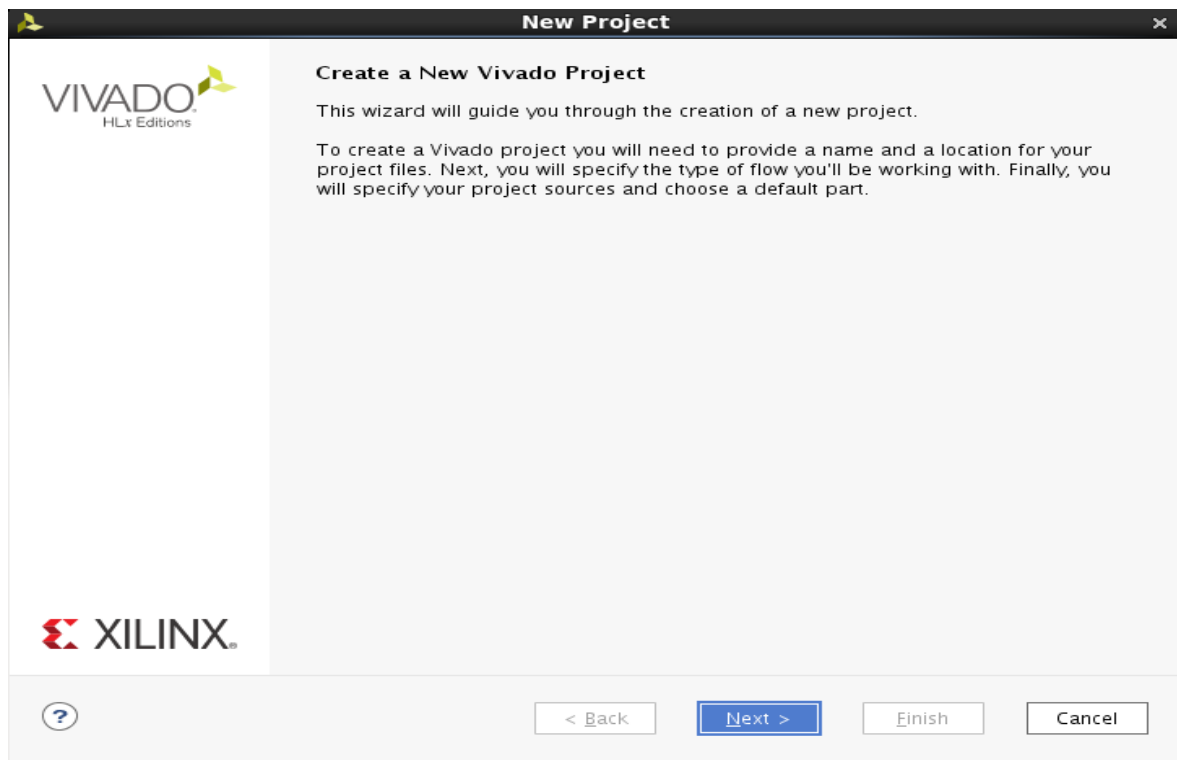 New Project
VIVADO
HLx Editions
Create a New Vivado Project
This wizard will guide you through the creation of a new project.
To create a Vivado project you will need to provide a name and a location for your
project files. Next, you will specify the type of flow you'll be working with. Finally, you
will specify your project sources and choose a default part.
XILINX
?
< Back
Next >
Finish
Cancel